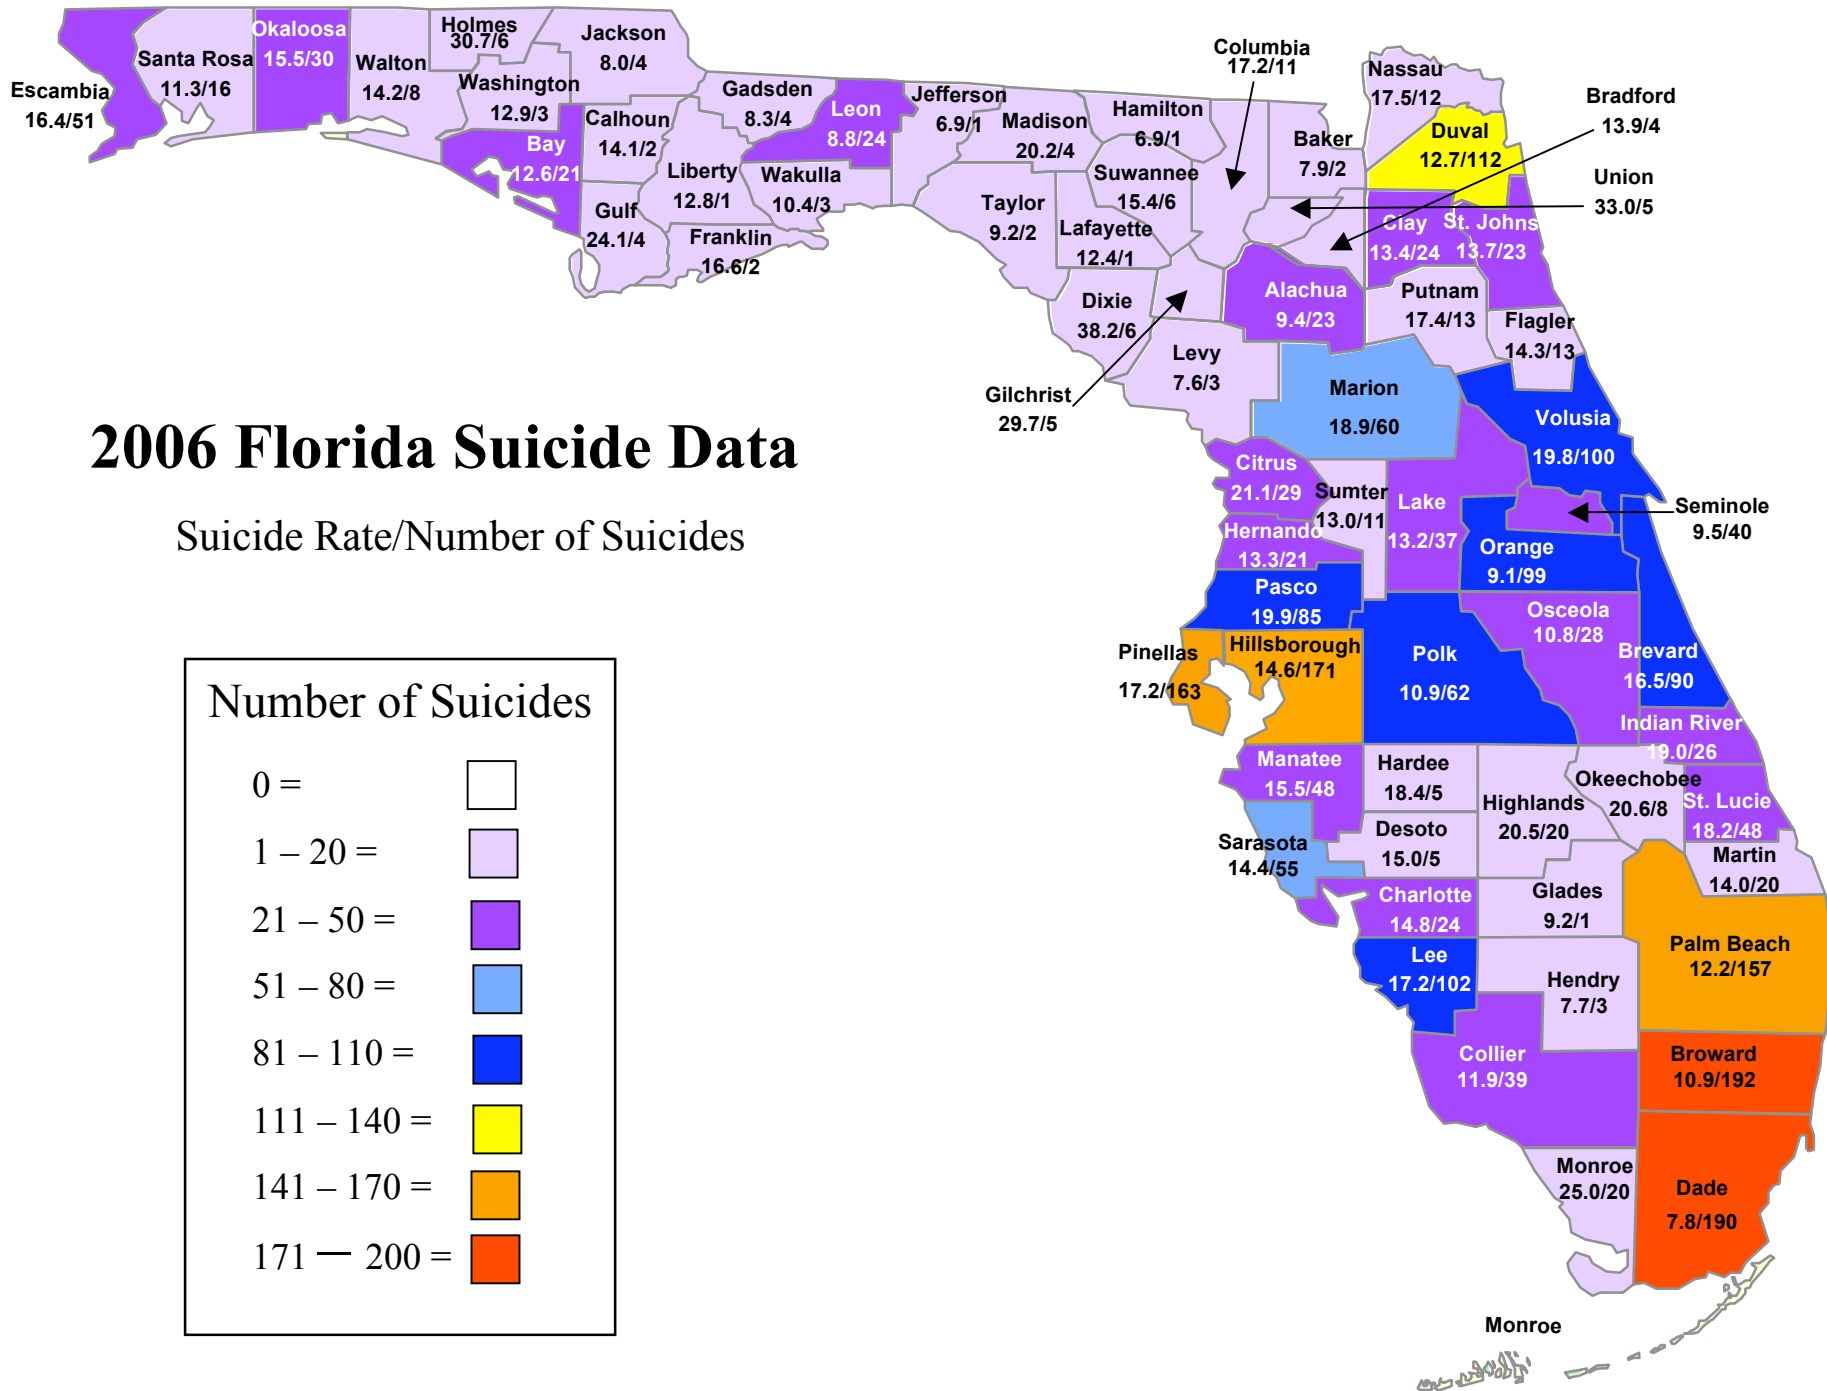 Escambia
16.4/51
Santa Rosa
11.3/16
Okaloosa
15.5/30
Walton
14.2/8
Holmes
30.7/6
Washington
12.9/3
Bay
12.6/21
Jackson
8.0/4
Calhoun
14.1/2
Gulf
24.1/4
Liberty
12.8/1
Franklin
16.6/2
Gadsden
8.3/4
Leon
8.8/24
Wakulla
10.4/3
Jefferson
6.9/1
Madison
20.2/4
Taylor
9.2/2
Hamilton
6.9/1
Suwannee
15.4/6
Lafayette
12.4/1
Dixie
38.2/6
Columbia
17.2/11
Baker
7.9/2
Nassau
17.5/12
Duval
12.7/112
Bradford
13.9/4
Union
33.0/5
Clay
13.4/24
St. Johns
13.7/23
Alachua
9.4/23
Putnam
17.4/13
Flagler
14.3/13
Gilchrist
29.7/5
Levy
7.6/3
Marion
18.9/60
Volusia
19.8/100
2006 Florida Suicide Data
Suicide Rate/Number of Suicides
Citrus
21.1/29
Sumter
13.0/11
Lake
13.2/37
Seminole
9.5/40
Hernando
13.3/21
Orange
9.1/99
Pasco
19.9/85
Osceola
10.8/28
Pinellas
17.2/163
Hillsborough
14.6/171
Polk
10.9/62
Brevard
16.5/90
Indian River
19.0/26
Manatee
15.5/48
Hardee
18.4/5
Highlands
20.5/20
Okeechobee
20.6/8
St. Lucie
18.2/48
Sarasota
14.4/55
Desoto
15.0/5
Martin
14.0/20
Charlotte
14.8/24
Glades
9.2/1
Palm Beach
12.2/157
Lee
17.2/102
Hendry
7.7/3
Collier
11.9/39
Broward
10.9/192
Monroe
25.0/20
Dade
7.8/190
Monroe
Number of Suicides
0 =
1 – 20 =
21 – 50 =
51 – 80 =
81 – 110 =
111 – 140 =
141 – 170 =
171 — 200 =